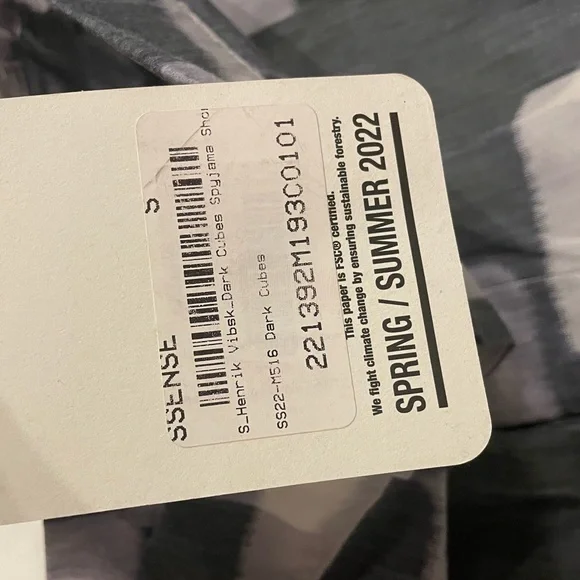 SSENSE S
S_Henrik Vibsk_Dark Cubes Spyjama Shor
SS22-M516 Dark Cubes
221392M193C0101
This paper is FSC® certified.
We fight climate change by ensuring sustainable forestry.
SPRING / SUMMER 2022